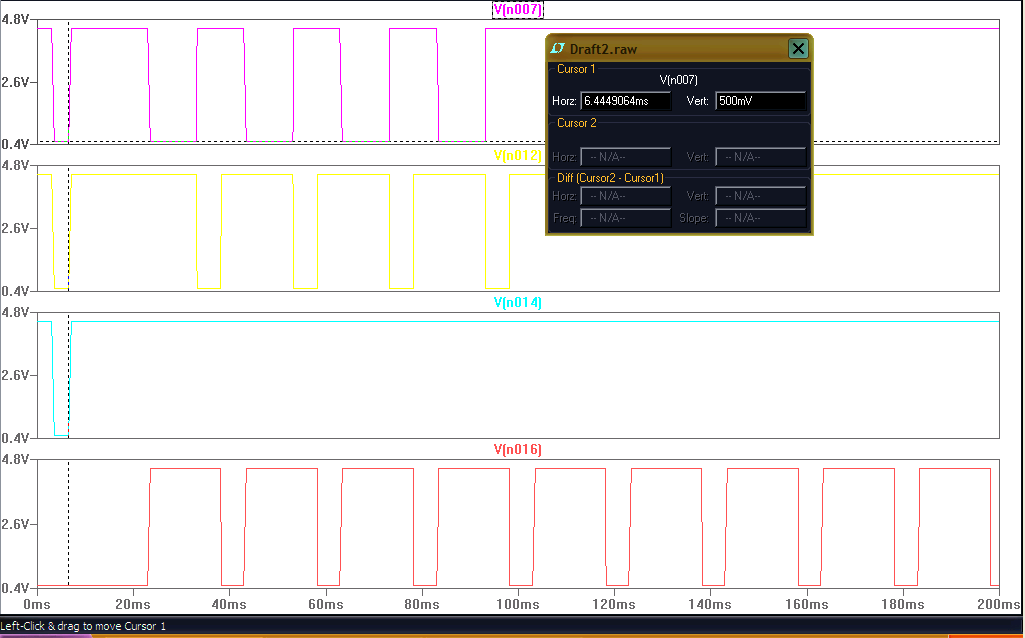 V(n007)
4.8V
2.6V
0.4V
Draft2.raw
Cursor 1
V(n007)
Horz: 6.4449064ms Vert: 500mV
Cursor 2
Horz: -- N/A-- Vert: -- N/A--
Diff (Cursor2 - Cursor1)
Horz: -- N/A-- Vert: -- N/A--
Freq: -- N/A-- Slope: -- N/A--
V(n012)
4.8V
2.6V
0.4V
V(n014)
4.8V
2.6V
0.4V
V(n016)
4.8V
2.6V
0.4V
0ms 20ms 40ms 60ms 80ms 100ms 120ms 140ms 160ms 180ms 200ms
Left-Click & drag to move Cursor 1